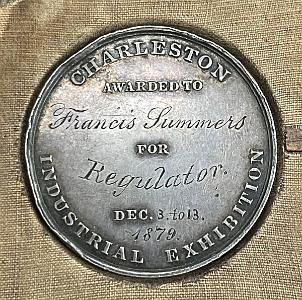 CHARLESTON
AWARDED TO
Francis Summers
FOR
Regulator.
DEC. 3. to 13.
1879.
INDUSTRIAL EXHIBITION